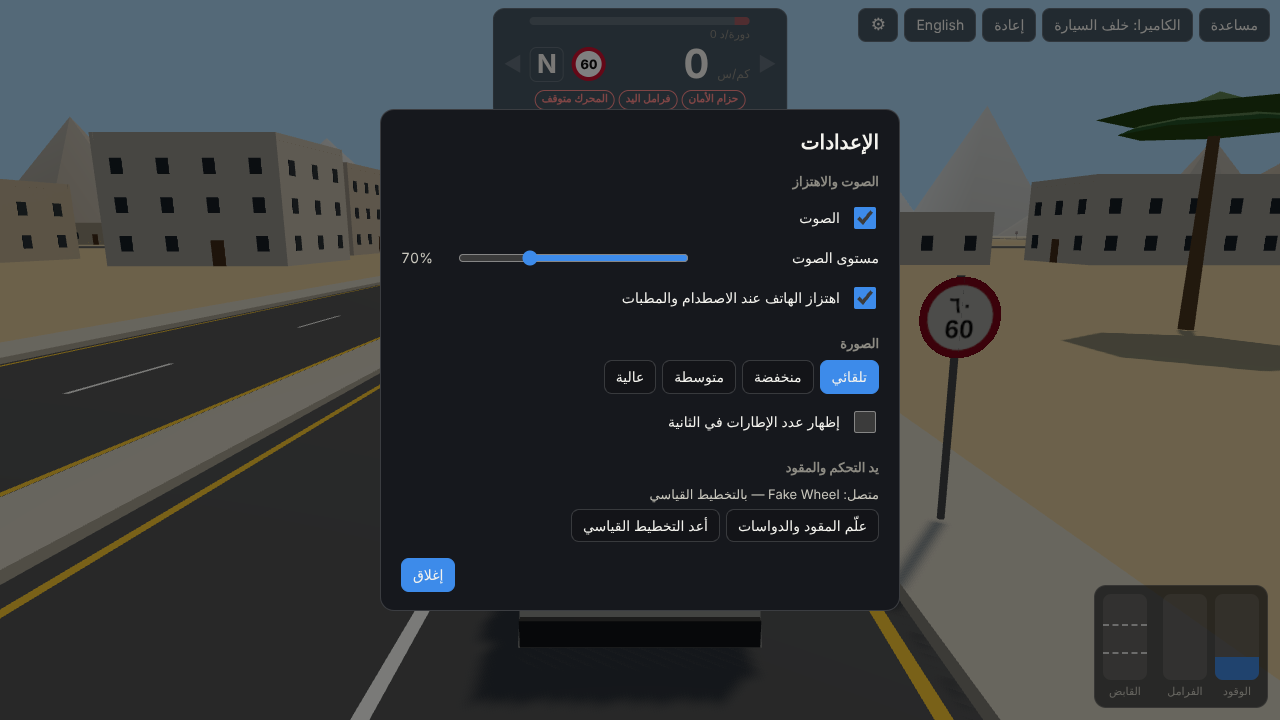 مساعدة
الكاميرا: خلف السيارة
إعادة
English
⚙
دورة/د 0
كم/س 0
60
N
حزام الأمان
فرامل اليد
المحرك متوقف
الإعدادات
الصوت والاهتزاز
الصوت
مستوى الصوت 70%
اهتزاز الهاتف عند الاصطدام والمطبات
الصورة
تلقائي
منخفضة
متوسطة
عالية
إظهار عدد الإطارات في الثانية
يد التحكم والمقود
متصل: Fake Wheel — بالتخطيط القياسي
علّم المقود والدواسات
أعد التخطيط القياسي
إغلاق
٦٠
60
الوقود
الفرامل
القابض